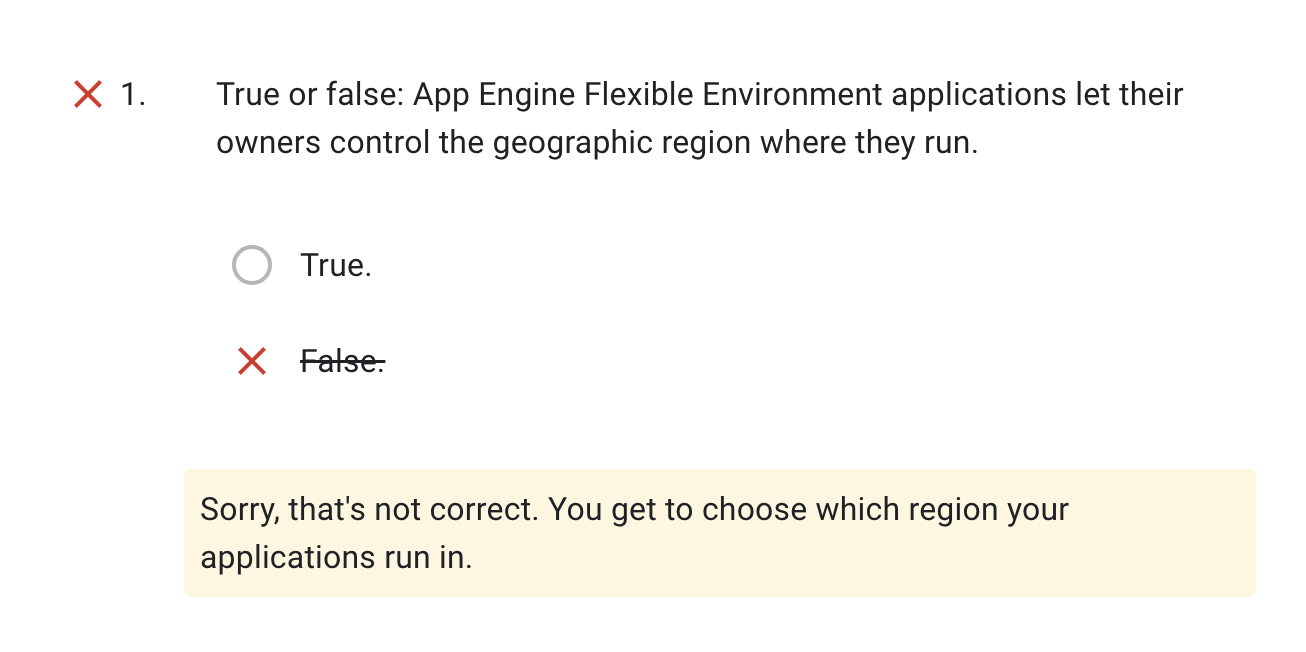 1. True or false: App Engine Flexible Environment applications let their
owners control the geographic region where they run.
True.
False.
Sorry, that's not correct. You get to choose which region your
applications run in.